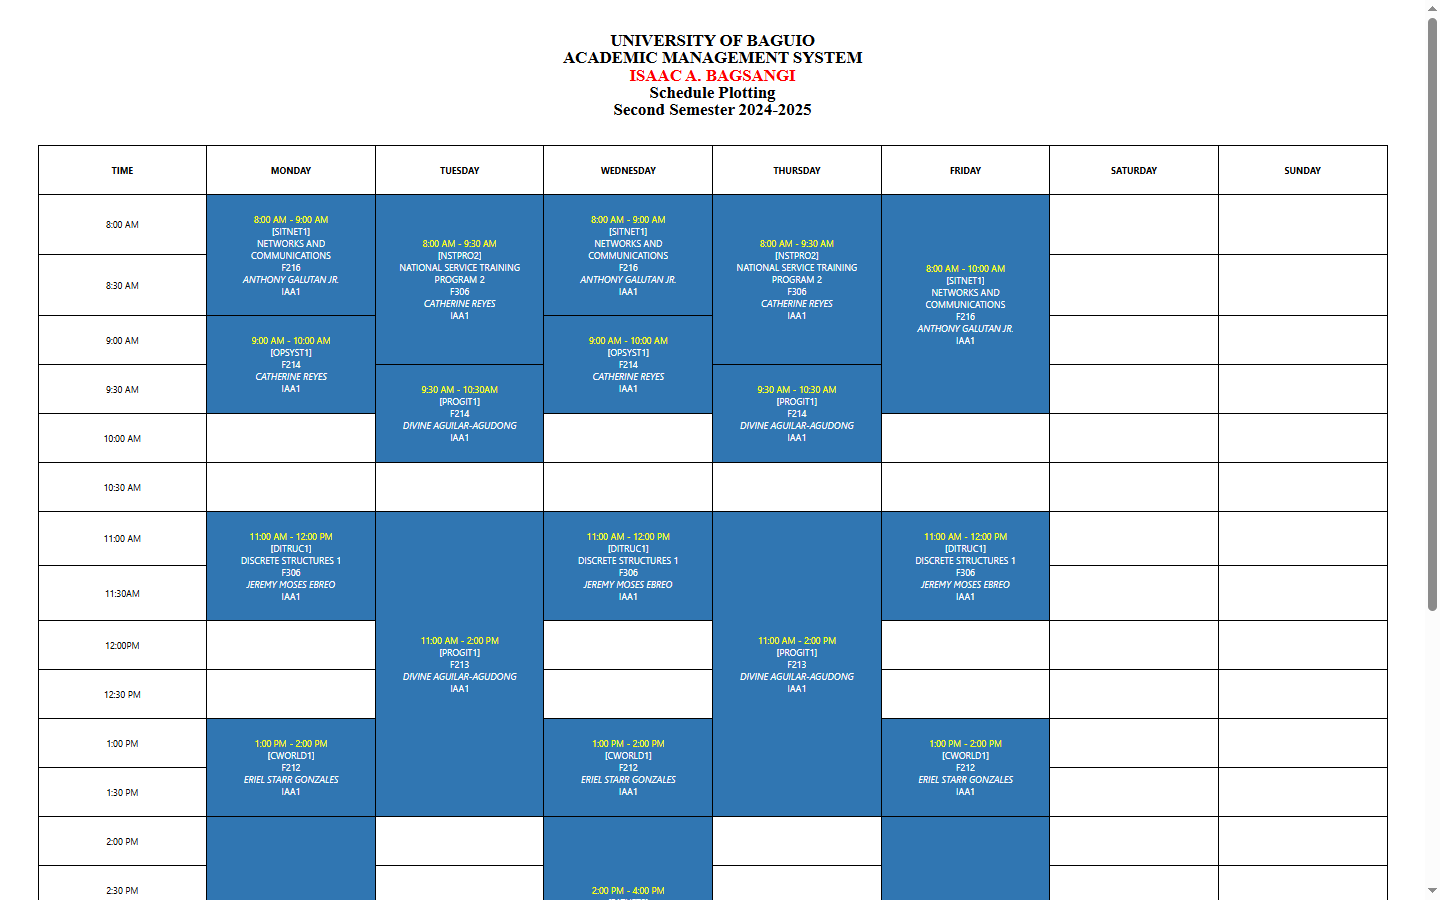 UNIVERSITY OF BAGUIO
ACADEMIC MANAGEMENT SYSTEM
ISAAC A. BAGSANGI
Schedule Plotting
Second Semester 2024-2025
TIME
MONDAY
TUESDAY
WEDNESDAY
THURSDAY
FRIDAY
SATURDAY
SUNDAY
8:00 AM
8:00 AM - 9:00 AM
[SITNET1]
NETWORKS AND
COMMUNICATIONS
F216
ANTHONY GALUTAN JR.
IAA1
8:00 AM - 9:30 AM
[NSTPRO2]
NATIONAL SERVICE TRAINING
PROGRAM 2
F306
CATHERINE REYES
IAA1
8:00 AM - 9:00 AM
[SITNET1]
NETWORKS AND
COMMUNICATIONS
F216
ANTHONY GALUTAN JR.
IAA1
8:00 AM - 9:30 AM
[NSTPRO2]
NATIONAL SERVICE TRAINING
PROGRAM 2
F306
CATHERINE REYES
IAA1
8:00 AM - 10:00 AM
[SITNET1]
NETWORKS AND
COMMUNICATIONS
F216
ANTHONY GALUTAN JR.
IAA1
8:30 AM
9:00 AM
9:00 AM - 10:00 AM
[OPSYST1]
F214
CATHERINE REYES
IAA1
9:00 AM - 10:00 AM
[OPSYST1]
F214
CATHERINE REYES
IAA1
9:30 AM
9:30 AM - 10:30AM
[PROGIT1]
F214
DIVINE AGUILAR-AGUDONG
IAA1
9:30 AM - 10:30 AM
[PROGIT1]
F214
DIVINE AGUILAR-AGUDONG
IAA1
10:00 AM
10:30 AM
11:00 AM
11:00 AM - 12:00 PM
[DITRUC1]
DISCRETE STRUCTURES 1
F306
JEREMY MOSES EBREO
IAA1
11:00 AM - 2:00 PM
[PROGIT1]
F213
DIVINE AGUILAR-AGUDONG
IAA1
11:00 AM - 12:00 PM
[DITRUC1]
DISCRETE STRUCTURES 1
F306
JEREMY MOSES EBREO
IAA1
11:00 AM - 2:00 PM
[PROGIT1]
F213
DIVINE AGUILAR-AGUDONG
IAA1
11:00 AM - 12:00 PM
[DITRUC1]
DISCRETE STRUCTURES 1
F306
JEREMY MOSES EBREO
IAA1
11:30AM
12:00PM
12:30 PM
1:00 PM
1:00 PM - 2:00 PM
[CWORLD1]
F212
ERIEL STARR GONZALES
IAA1
1:00 PM - 2:00 PM
[CWORLD1]
F212
ERIEL STARR GONZALES
IAA1
1:00 PM - 2:00 PM
[CWORLD1]
F212
ERIEL STARR GONZALES
IAA1
1:30 PM
2:00 PM
2:00 PM - 4:00 PM
2:30 PM